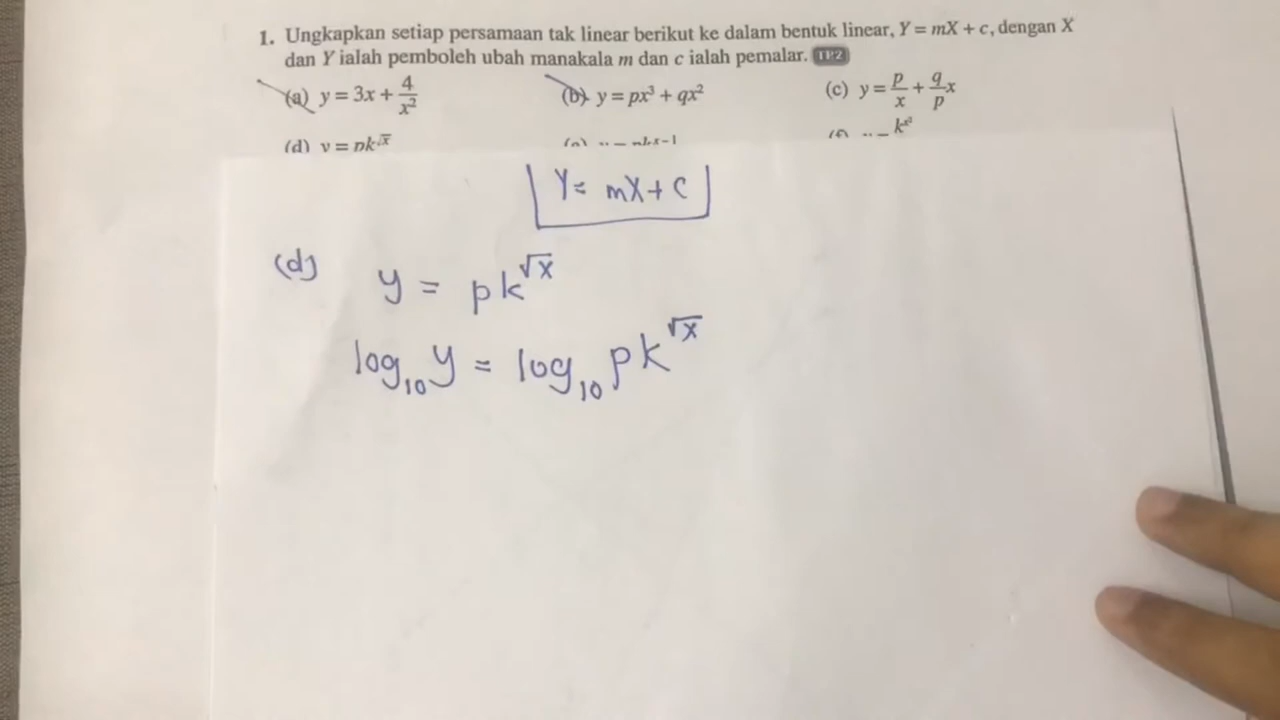 1. Ungkapkan setiap persamaan tak linear berikut ke dalam bentuk linear, Y = mX + c, dengan X
dan Y ialah pemboleh ubah manakala m dan c ialah pemalar. TP2
(a) y = 3x + 4/x² (b) y = px³ + qx² (c) y = p/x + q/p x
(d) y = pk^√x
Y = mX + C
(d) y = pk^√x
log₁₀ y = log₁₀ pk^√x